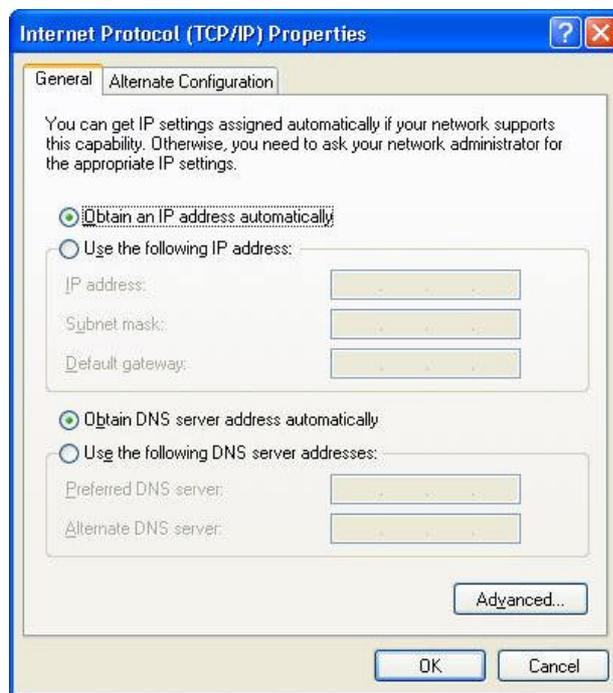 Internet Protocol (TCP/IP) Properties
General
Alternate Configuration
You can get IP settings assigned automatically if your network supports
this capability. Otherwise, you need to ask your network administrator for
the appropriate IP settings.
Obtain an IP address automatically
Use the following IP address:
IP address:
Subnet mask:
Default gateway:
Obtain DNS server address automatically
Use the following DNS server addresses:
Preferred DNS server:
Alternate DNS server:
Advanced...
OK
Cancel